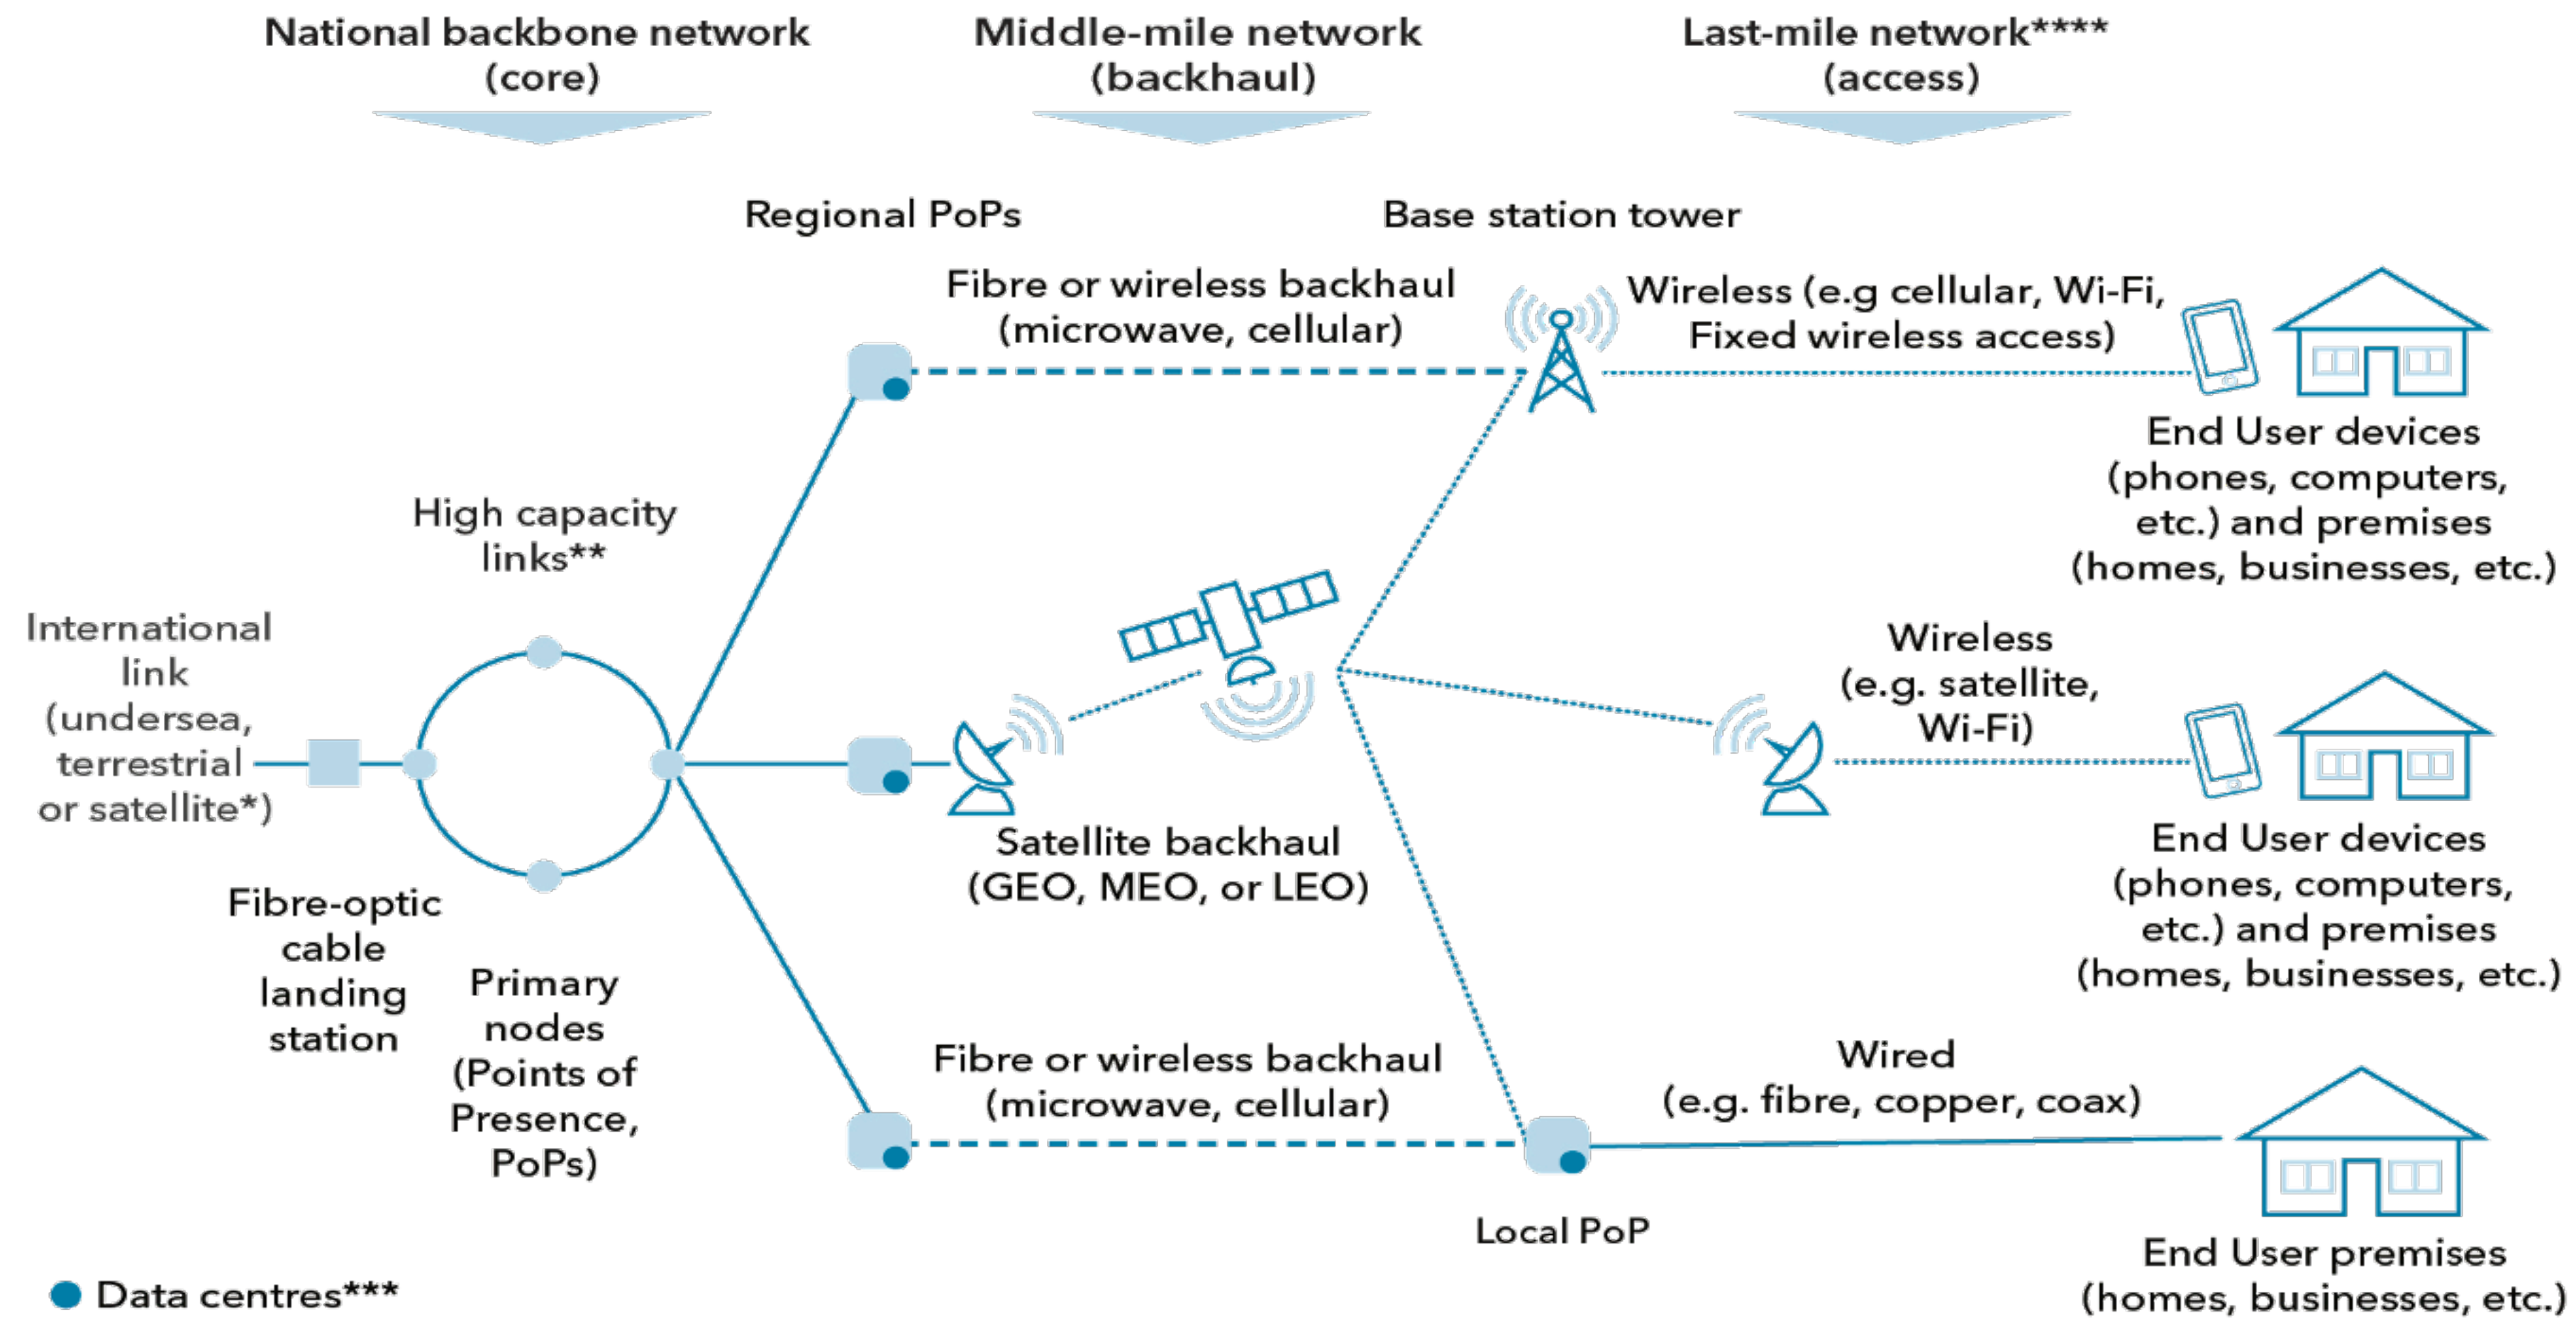 National backbone network
(core)
Middle-mile network
(backhaul)
Last-mile network****
(access)
Regional PoPs
Base station tower
Fibre or wireless backhaul
(microwave, cellular)
Wireless (e.g cellular, Wi-Fi,
Fixed wireless access)
End User devices
(phones, computers,
etc.) and premises
(homes, businesses, etc.)
High capacity
links**
International
link
(undersea,
terrestrial
or satellite*)
Wireless
(e.g. satellite,
Wi-Fi)
Satellite backhaul
(GEO, MEO, or LEO)
End User devices
(phones, computers,
etc.) and premises
(homes, businesses, etc.)
Fibre-optic
cable
landing
station
Primary
nodes
(Points of
Presence,
PoPs)
Fibre or wireless backhaul
(microwave, cellular)
Wired
(e.g. fibre, copper, coax)
Local PoP
End User premises
(homes, businesses, etc.)
Data centres***